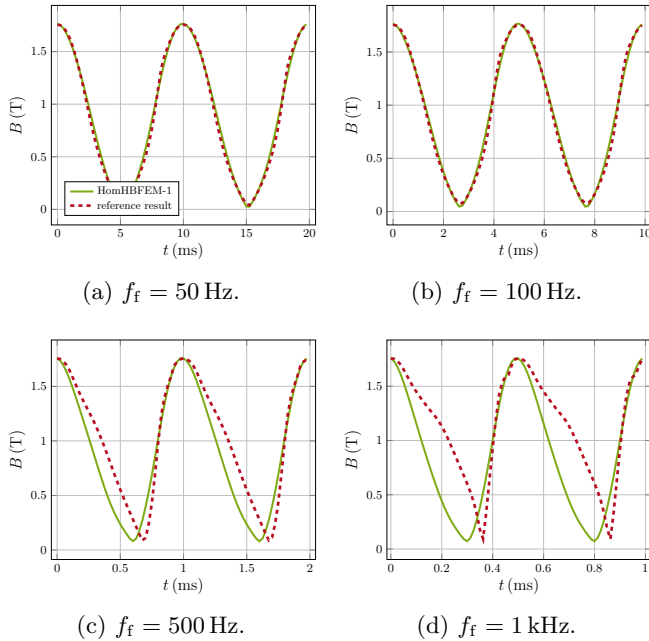 1.5
1
0.5
0
B (T)
HomHBFEM-1
reference result
0 5 10 15 20
t (ms)
(a) f_f = 50 Hz.
1.5
1
0.5
0
B (T)
0 2 4 6 8 10
t (ms)
(b) f_f = 100 Hz.
1.5
1
0.5
0
B (T)
0 0.5 1 1.5 2
t (ms)
(c) f_f = 500 Hz.
1.5
1
0.5
0
B (T)
0 0.2 0.4 0.6 0.8 1
t (ms)
(d) f_f = 1 kHz.